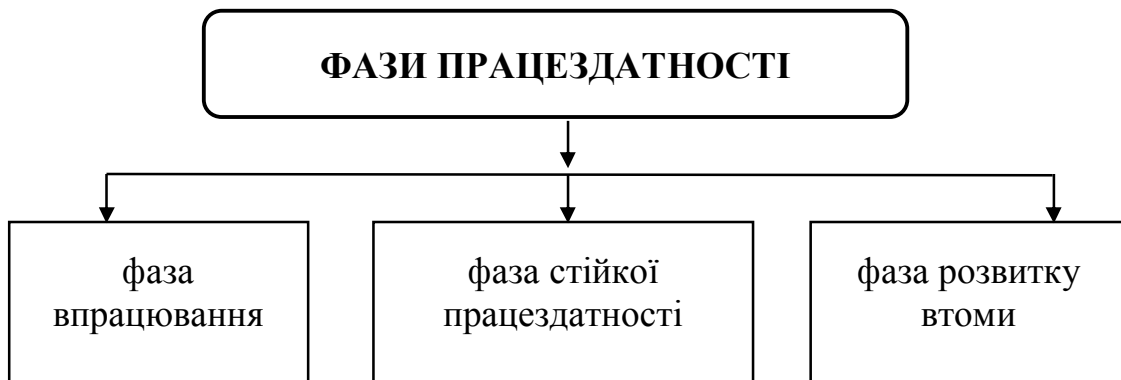 ФАЗИ ПРАЦЕЗДАТНОСТІ
фаза
впрацювання
фаза стійкої
працездатності
фаза розвитку
втоми